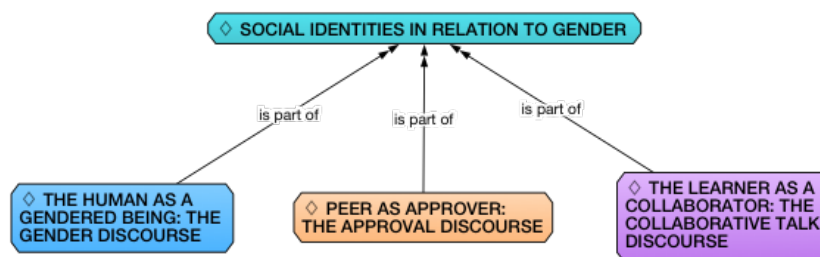 ◇ SOCIAL IDENTITIES IN RELATION TO GENDER
is part of
is part of
is part of
◇ THE HUMAN AS A
GENDERED BEING: THE
GENDER DISCOURSE
◇ PEER AS APPROVER:
THE APPROVAL DISCOURSE
◇ THE LEARNER AS A
COLLABORATOR: THE
COLLABORATIVE TALK
DISCOURSE